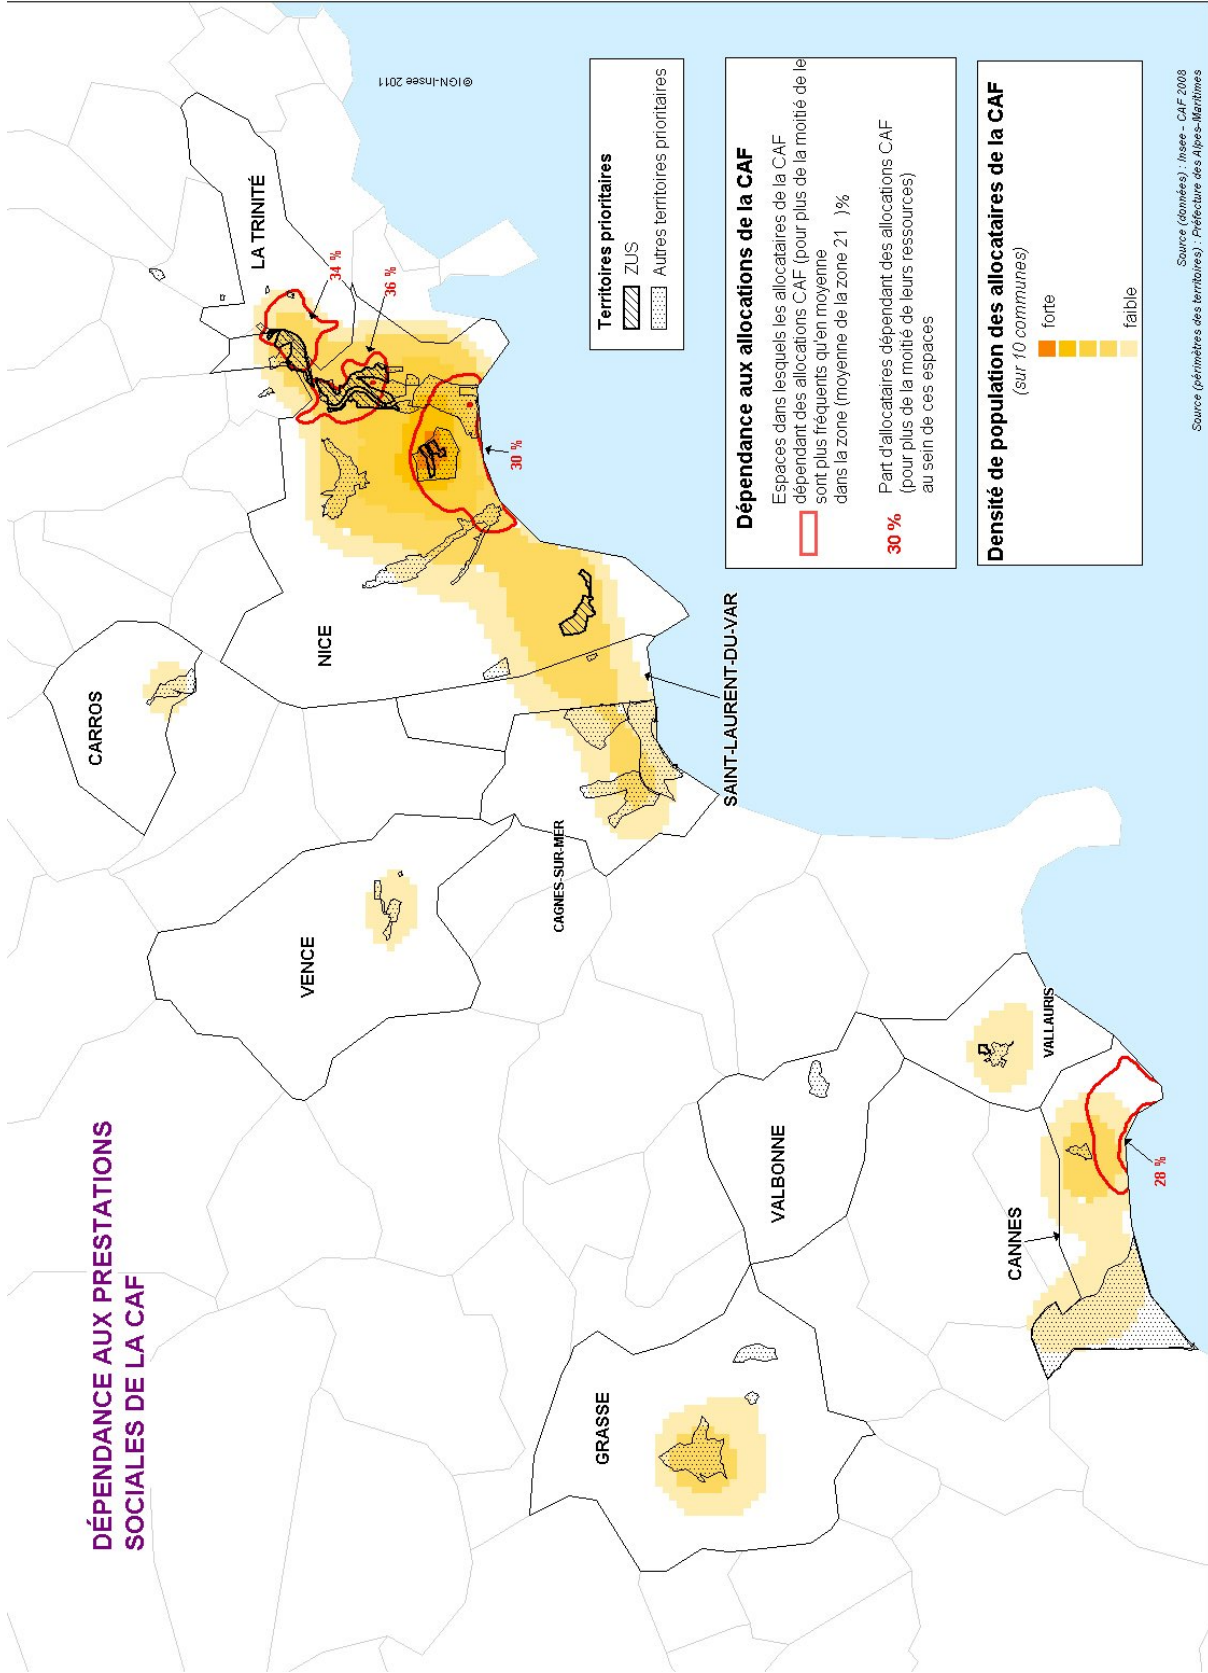 DÉPENDANCE AUX PRESTATIONS
SOCIALES DE LA CAF
LA TRINITÉ
CARROS
NICE
VENCE
CAGNES-SUR-MER
SAINT-LAURENT-DU-VAR
GRASSE
VALBONNE
VALLAURIS
CANNES
34 %
36 %
30 %
28 %
©IGN-Insee 2011
Territoires prioritaires
ZUS
Autres territoires prioritaires
Dépendance aux allocations de la CAF
Espaces dans lesquels les allocataires de la CAF
dépendant des allocations CAF (pour plus de la moitié de le
sont plus fréquents qu'en moyenne
dans la zone (moyenne de la zone 21 )%
30 %
Part d'allocataires dépendant des allocations CAF
(pour plus de la moitié de leurs ressources)
au sein de ces espaces
Densité de population des allocataires de la CAF
(sur 10 communes)
forte
faible
Source (données) : Insee - CAF 2008
Source (périmètres des territoires) : Préfecture des Alpes-Maritimes